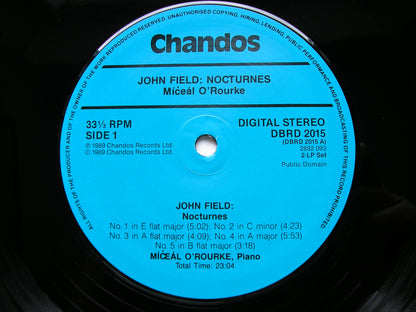 ALL RIGHTS OF THE PRODUCER AND OF THE OWNER OF THE WORK REPRODUCED RESERVED. UNAUTHORISED COPYING, HIRING, LENDING, PUBLIC PERFORMANCE AND BROADCASTING OF THIS RECORD PROHIBITED
Chandos
JOHN FIELD: NOCTURNES
Míċeál O'Rourke
33⅓ RPM
SIDE 1
℗ 1989 Chandos Records Ltd.
© 1989 Chandos Records Ltd.
DIGITAL STEREO
DBRD 2015
(DBRD 2015 A)
2892 093
2-LP Set
Public Domain
JOHN FIELD:
Nocturnes
No. 1 in E flat major (5:02); No. 2 in C minor (4:23)
No. 3 in A flat major (4:09); No. 4 in A major (5:53)
No. 5 in B flat major (3:18)
MÍĊEÁL O'ROURKE, Piano
Total Time: 23:04